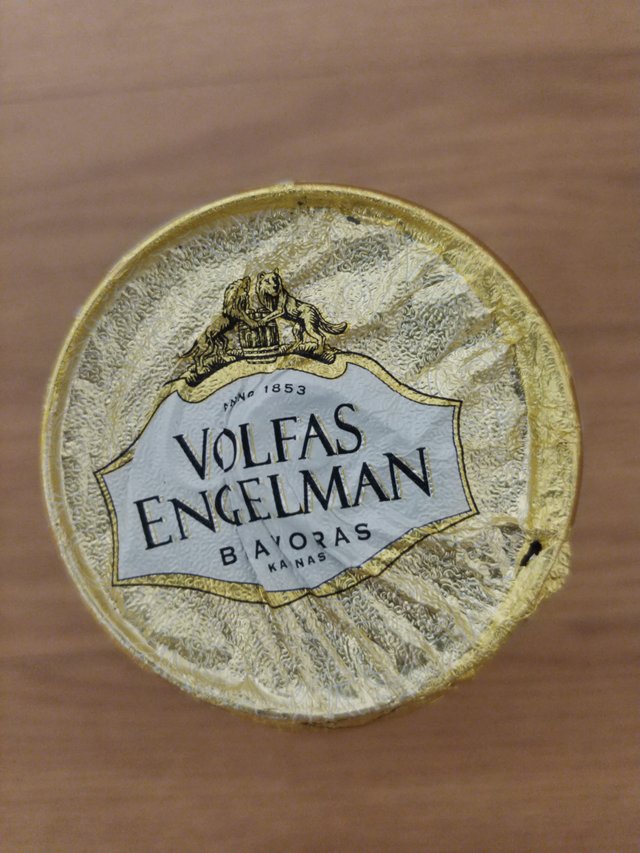 ANNO 1853
VOLFAS
ENGELMAN
BRAVORAS
KAUNAS